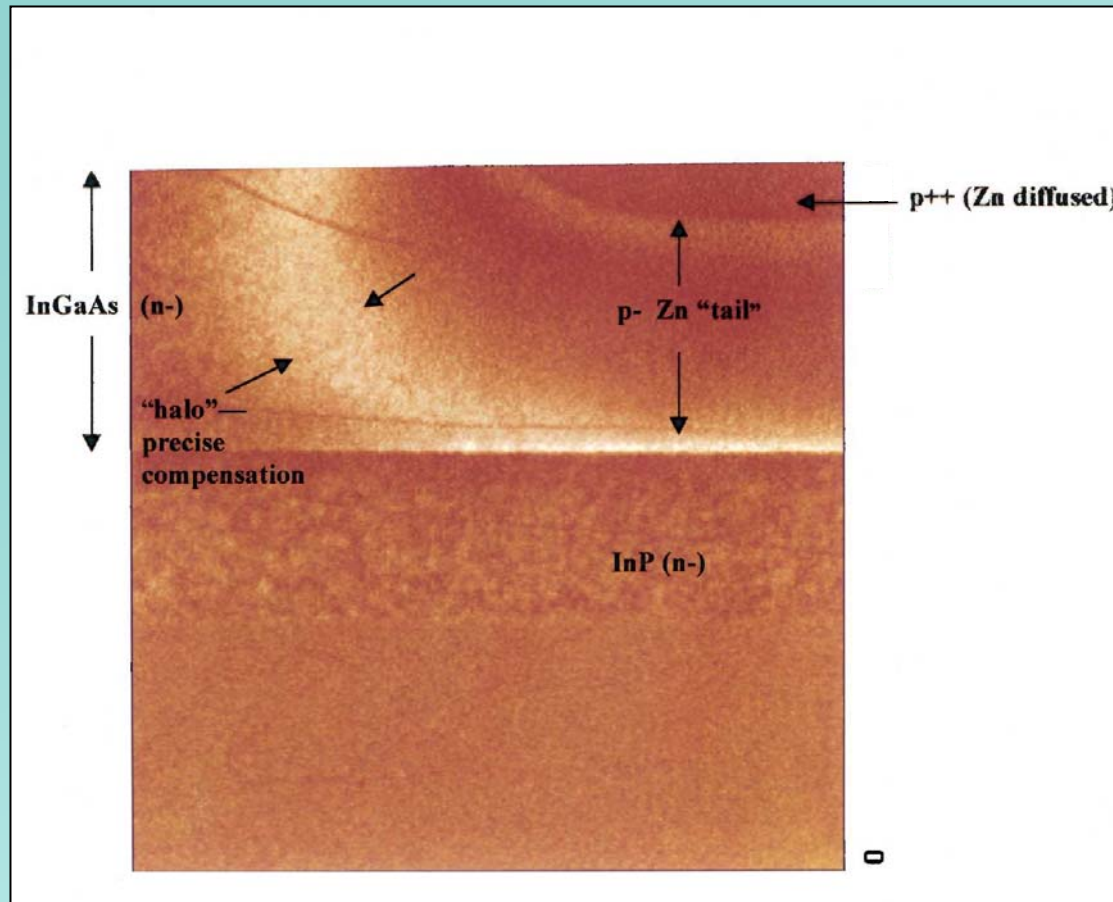 p++ (Zn diffused)
InGaAs (n-)
p- Zn “tail”
“halo”—
precise
compensation
InP (n-)
0